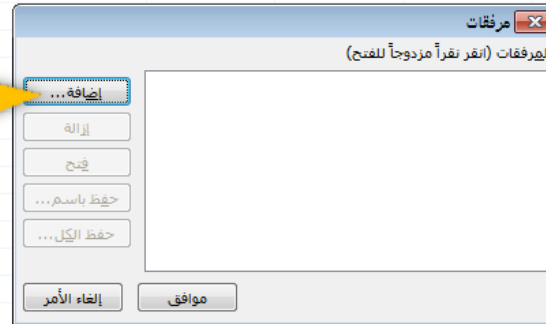 مرفقات
المرفقات (انقر نقراً مزدوجاً للفتح)
إضافة...
إزالة
فتح
حفظ باسم...
حفظ الكل...
موافق
إلغاء الأمر